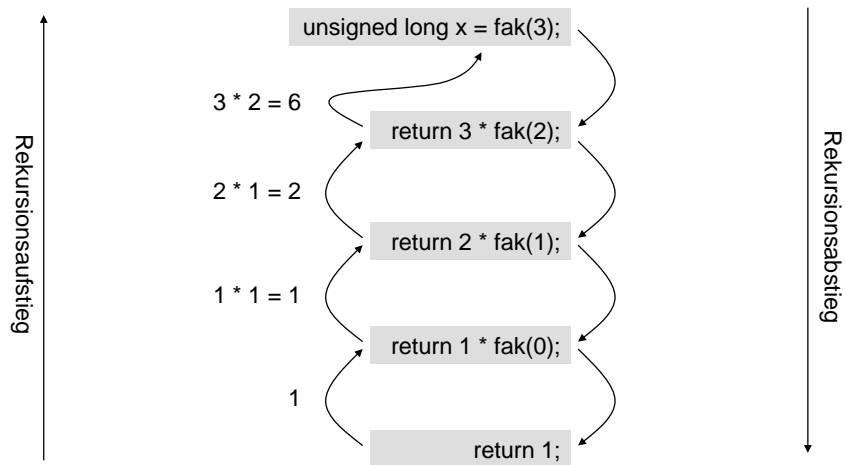 unsigned long x = fak(3);
3 * 2 = 6
return 3 * fak(2);
2 * 1 = 2
return 2 * fak(1);
1 * 1 = 1
return 1 * fak(0);
1
return 1;
Rekursionsaufstieg
Rekursionsabstieg